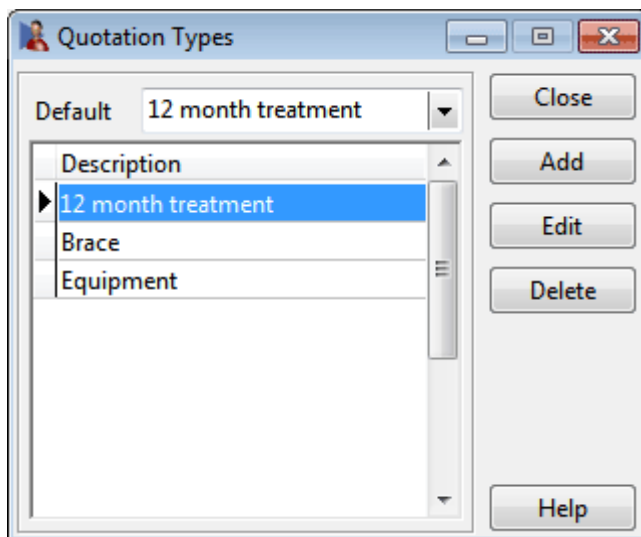 Quotation Types
Default 12 month treatment
Description
12 month treatment
Brace
Equipment
Close
Add
Edit
Delete
Help